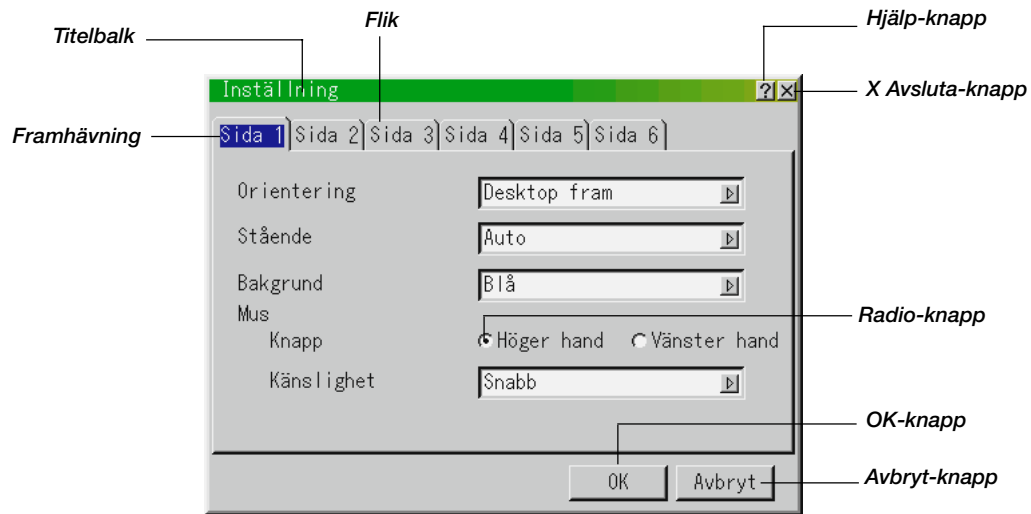 Flik
Hjälp-knapp
Titelbalk
Inställning
?
X Avsluta-knapp
Framhävning
Sida 1 Sida 2 Sida 3 Sida 4 Sida 5 Sida 6
Orientering Desktop fram
Stående Auto
Bakgrund Blå
Mus
Knapp Höger hand Vänster hand
Radio-knapp
Känslighet Snabb
OK-knapp
OK Avbryt
Avbryt-knapp